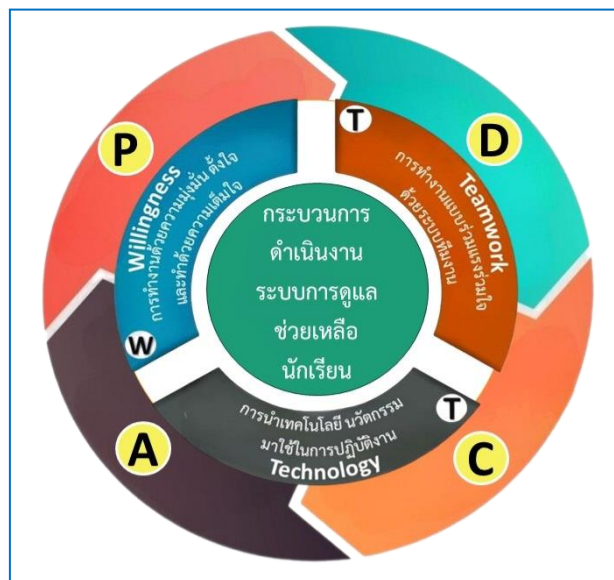 P
D
C
A
W
Willingness
การทำงานด้วยความมุ่งมั่น ตั้งใจ
และทำด้วยความเต็มใจ
T
Teamwork
การทำงานแบบร่วมแรงร่วมใจ
ด้วยระบบทีมงาน
T
การนำเทคโนโลยี นวัตกรรม
มาใช้ในการปฏิบัติงาน
Technology
กระบวนการ
ดำเนินงาน
ระบบการดูแล
ช่วยเหลือ
นักเรียน